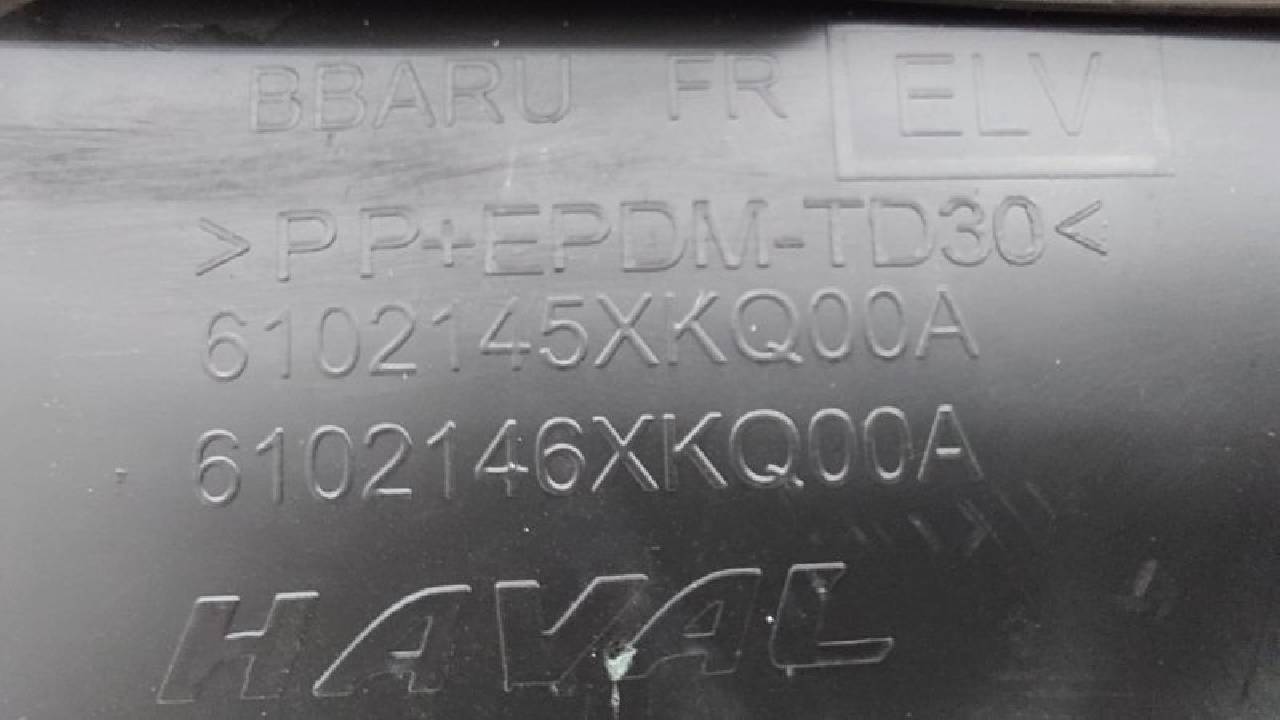 BBARU FR ELV
>PP+EPDM-TD30<
6102145XKQ00A
6102146XKQ00A
HAVAL